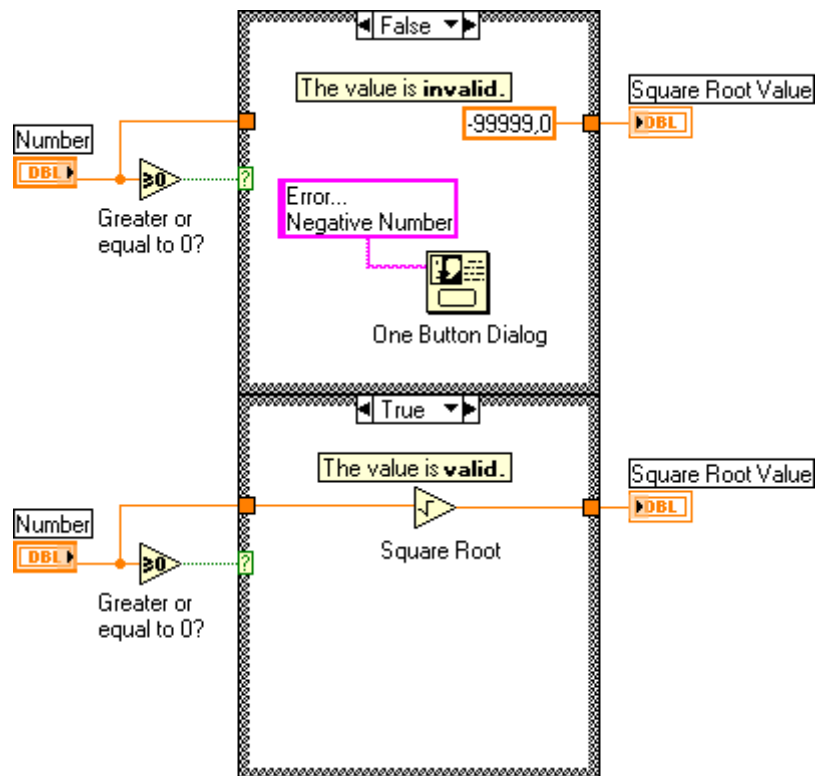 False
The value is invalid.
Square Root Value
-99999,0
DBL
Number
DBL
≥0
?
Greater or
equal to 0?
Error...
Negative Number
One Button Dialog
True
The value is valid.
Square Root Value
DBL
Number
DBL
≥0
?
√
Square Root
Greater or
equal to 0?